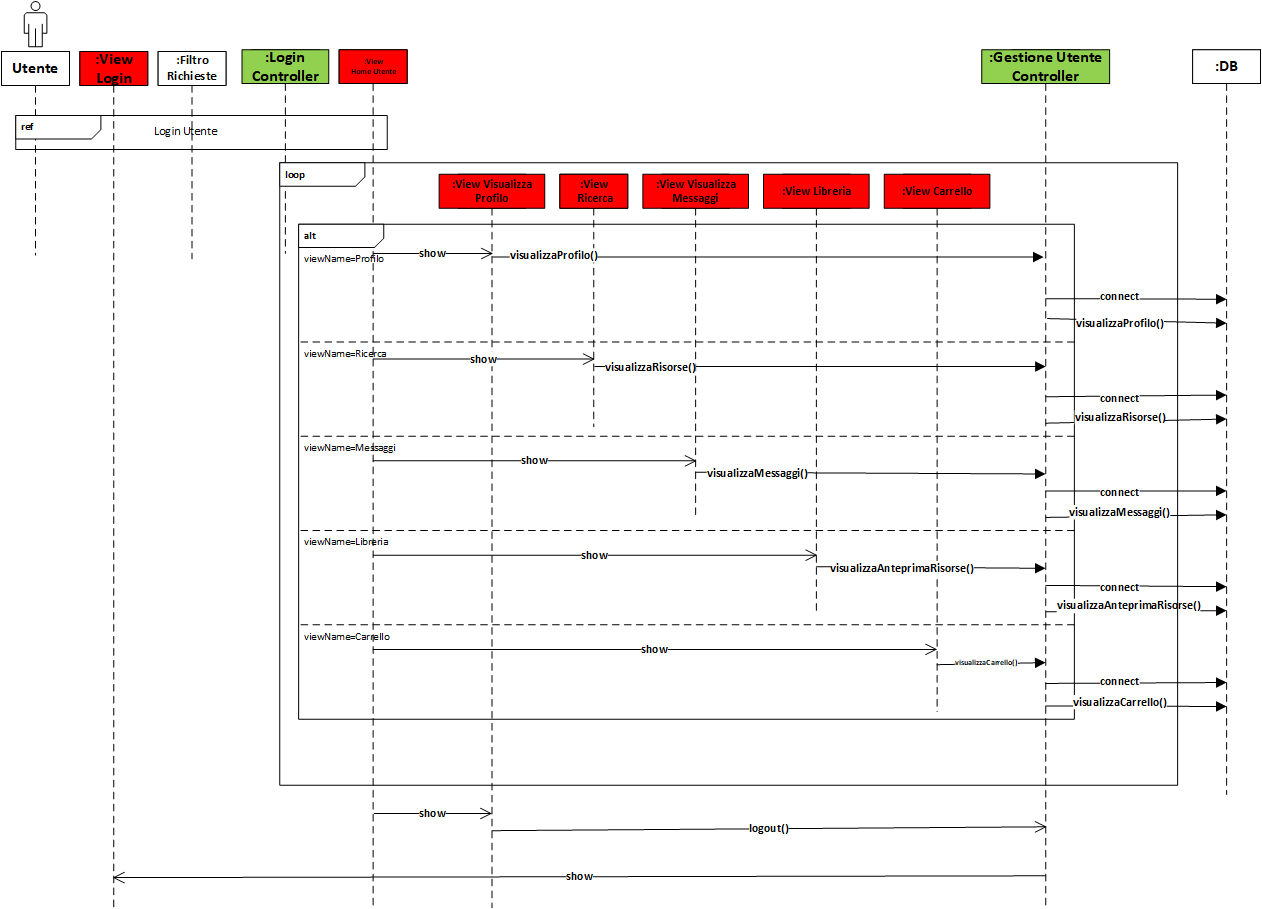 Utente
:View
Login
:Filtro
Richieste
:Login
Controller
:View
Home Utente
:Gestione Utente
Controller
:DB
ref
Login Utente
loop
:View Visualizza
Profilo
:View
Ricerca
:View Visualizza
Messaggi
:View Libreria
:View Carrello
alt
viewName=Profilo
show
visualizzaProfilo()
connect
visualizzaProfilo()
viewName=Ricerca
show
visualizzaRisorse()
connect
visualizzaRisorse()
viewName=Messaggi
show
visualizzaMessaggi()
connect
visualizzaMessaggi()
viewName=Libreria
show
visualizzaAnteprimaRisorse()
connect
visualizzaAnteprimaRisorse()
viewName=Carrello
show
visualizzaCarrello()
connect
visualizzaCarrello()
show
logout()
show